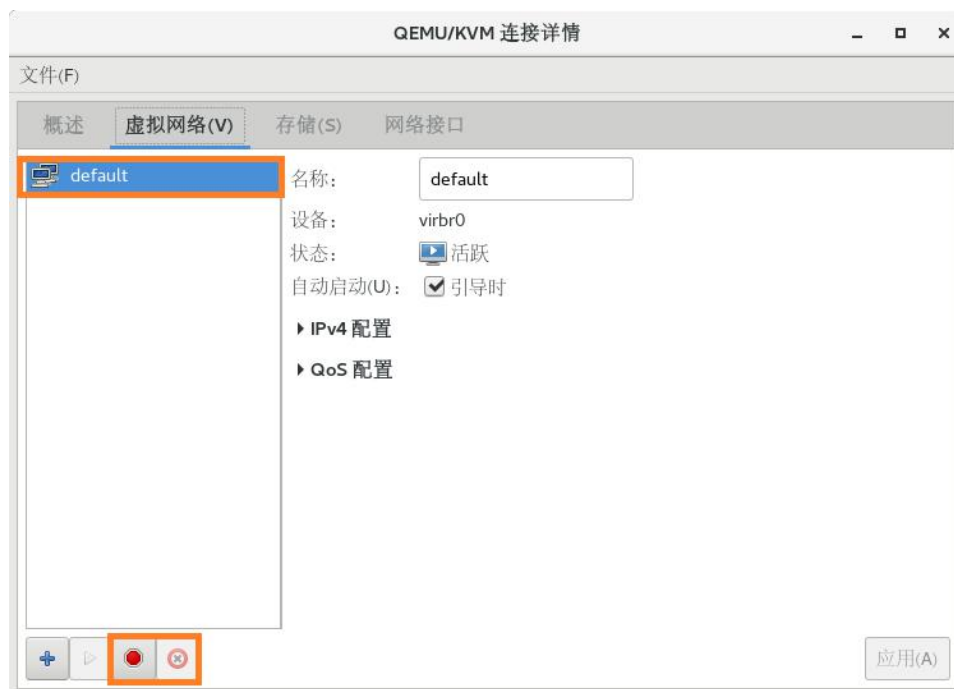 QEMU/KVM 连接详情
文件(F)
概述 虚拟网络(V) 存储(S) 网络接口
default
名称： default
设备： virbr0
状态： 活跃
自动启动(U)： 引导时
IPv4 配置
QoS 配置
应用(A)